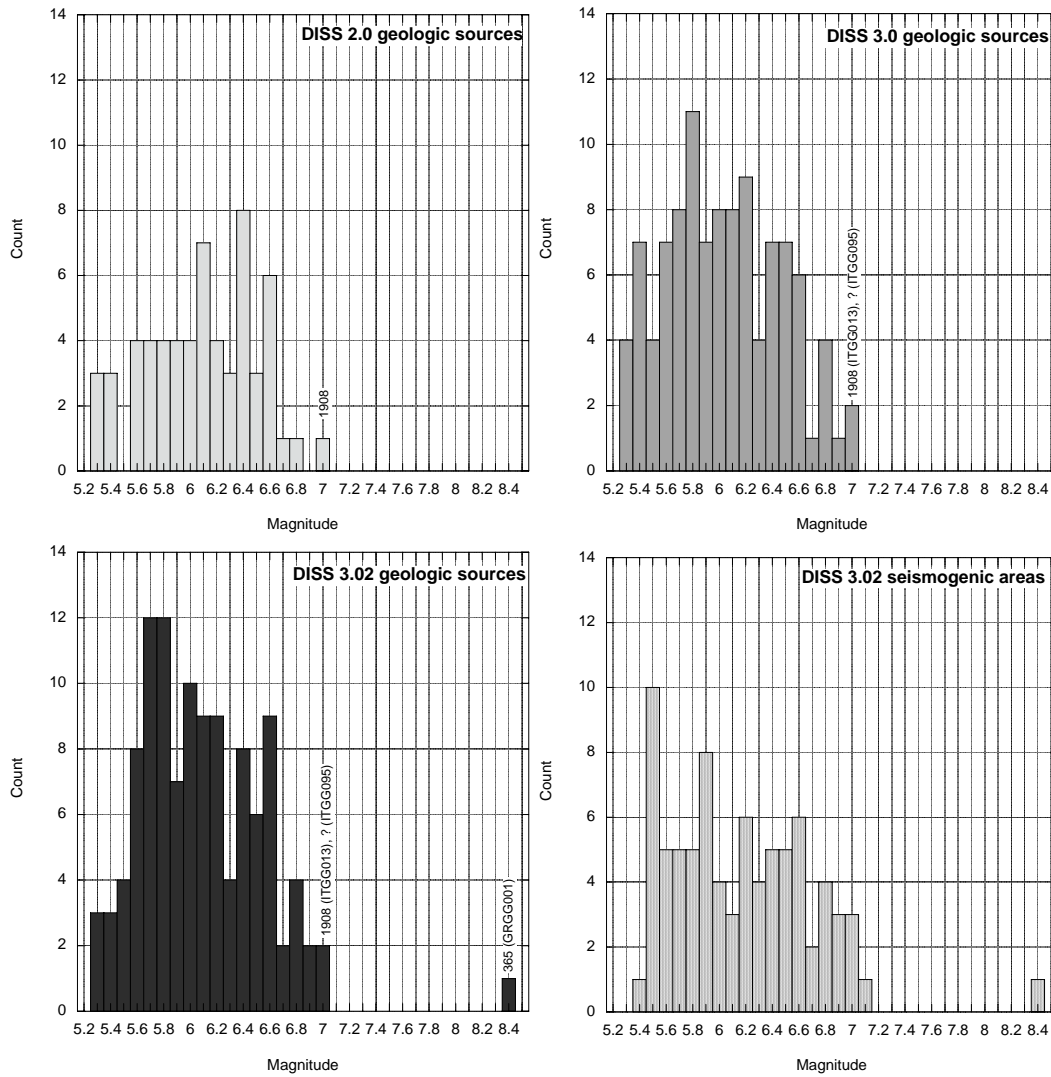 DISS 2.0 geologic sources
14
12
10
8
6
4
2
0
Count
1908
5.2 5.4 5.6 5.8 6 6.2 6.4 6.6 6.8 7 7.2 7.4 7.6 7.8 8 8.2 8.4
Magnitude
DISS 3.0 geologic sources
14
12
10
8
6
4
2
0
Count
1908 (ITGG013), ? (ITGG095)
5.2 5.4 5.6 5.8 6 6.2 6.4 6.6 6.8 7 7.2 7.4 7.6 7.8 8 8.2 8.4
Magnitude
DISS 3.02 geologic sources
14
12
10
8
6
4
2
0
Count
1908 (ITGG013), ? (ITGG095)
365 (GRGG001)
5.2 5.4 5.6 5.8 6 6.2 6.4 6.6 6.8 7 7.2 7.4 7.6 7.8 8 8.2 8.4
Magnitude
DISS 3.02 seismogenic areas
14
12
10
8
6
4
2
0
Count
5.2 5.4 5.6 5.8 6 6.2 6.4 6.6 6.8 7 7.2 7.4 7.6 7.8 8 8.2 8.4
Magnitude